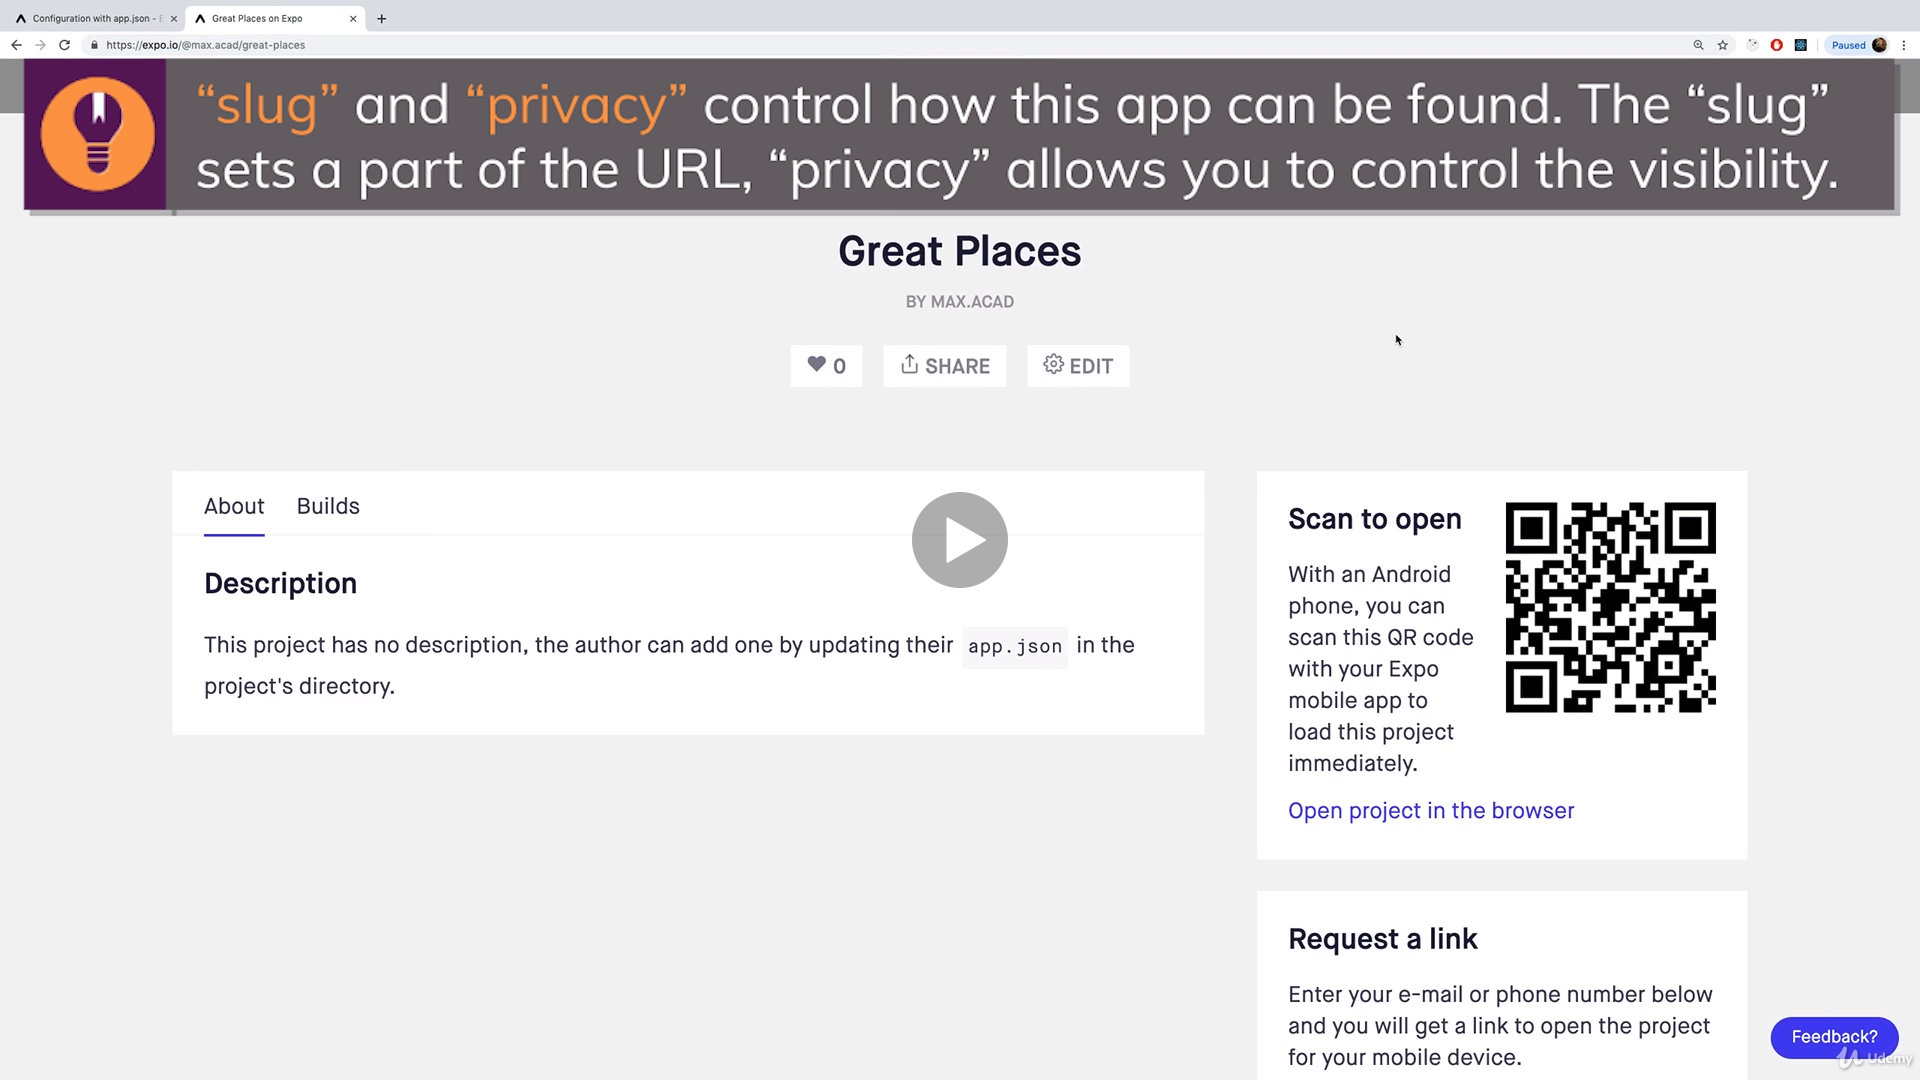 Configuration with app.json - E
Great Places on Expo
https://expo.io/@max.acad/great-places
Paused
“slug” and “privacy” control how this app can be found. The “slug”
sets a part of the URL, “privacy” allows you to control the visibility.
Great Places
BY MAX.ACAD
0
SHARE
EDIT
About
Builds
Description
This project has no description, the author can add one by updating their app.json in the
project's directory.
Scan to open
With an Android
phone, you can
scan this QR code
with your Expo
mobile app to
load this project
immediately.
Open project in the browser
Request a link
Enter your e-mail or phone number below
and you will get a link to open the project
for your mobile device.
Feedback?
Udemy